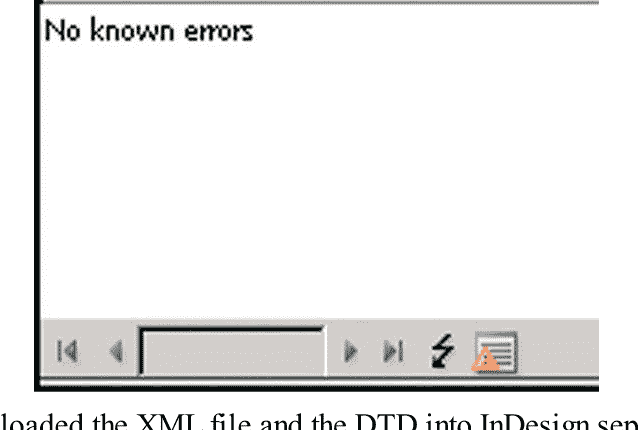 No known errors
loaded the XML file and the DTD into InDesign sep